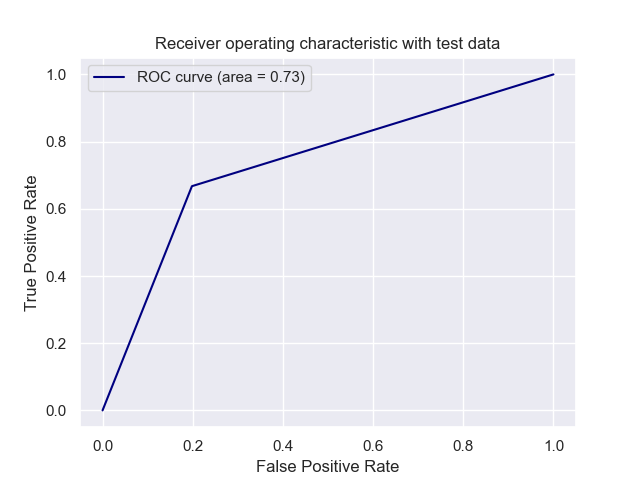 Receiver operating characteristic with test data
ROC curve (area = 0.73)
1.0
0.8
0.6
0.4
0.2
0.0
True Positive Rate
0.0 0.2 0.4 0.6 0.8 1.0
False Positive Rate